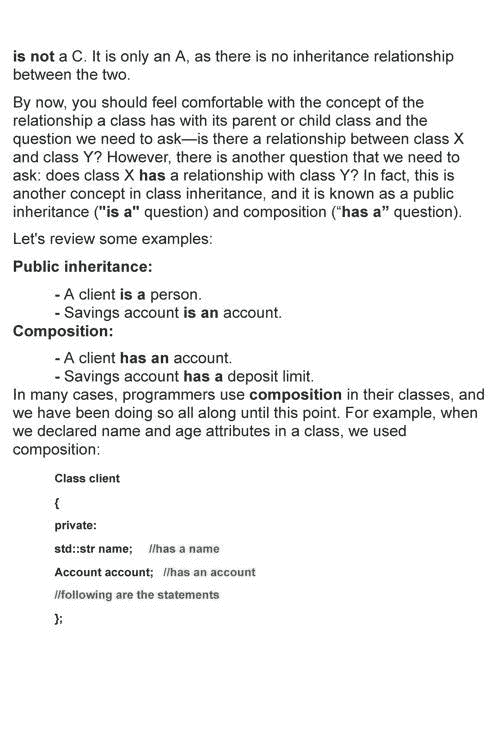 is not a C. It is only an A, as there is no inheritance relationship
between the two.
By now, you should feel comfortable with the concept of the
relationship a class has with its parent or child class and the
question we need to ask—is there a relationship between class X
and class Y? However, there is another question that we need to
ask: does class X has a relationship with class Y? In fact, this is
another concept in class inheritance, and it is known as a public
inheritance ("is a" question) and composition (“has a” question).
Let's review some examples:
Public inheritance:
- A client is a person.
- Savings account is an account.
Composition:
- A client has an account.
- Savings account has a deposit limit.
In many cases, programmers use composition in their classes, and
we have been doing so all along until this point. For example, when
we declared name and age attributes in a class, we used
composition:
Class client
{
private:
std::str name; //has a name
Account account; //has an account
//following are the statements
};